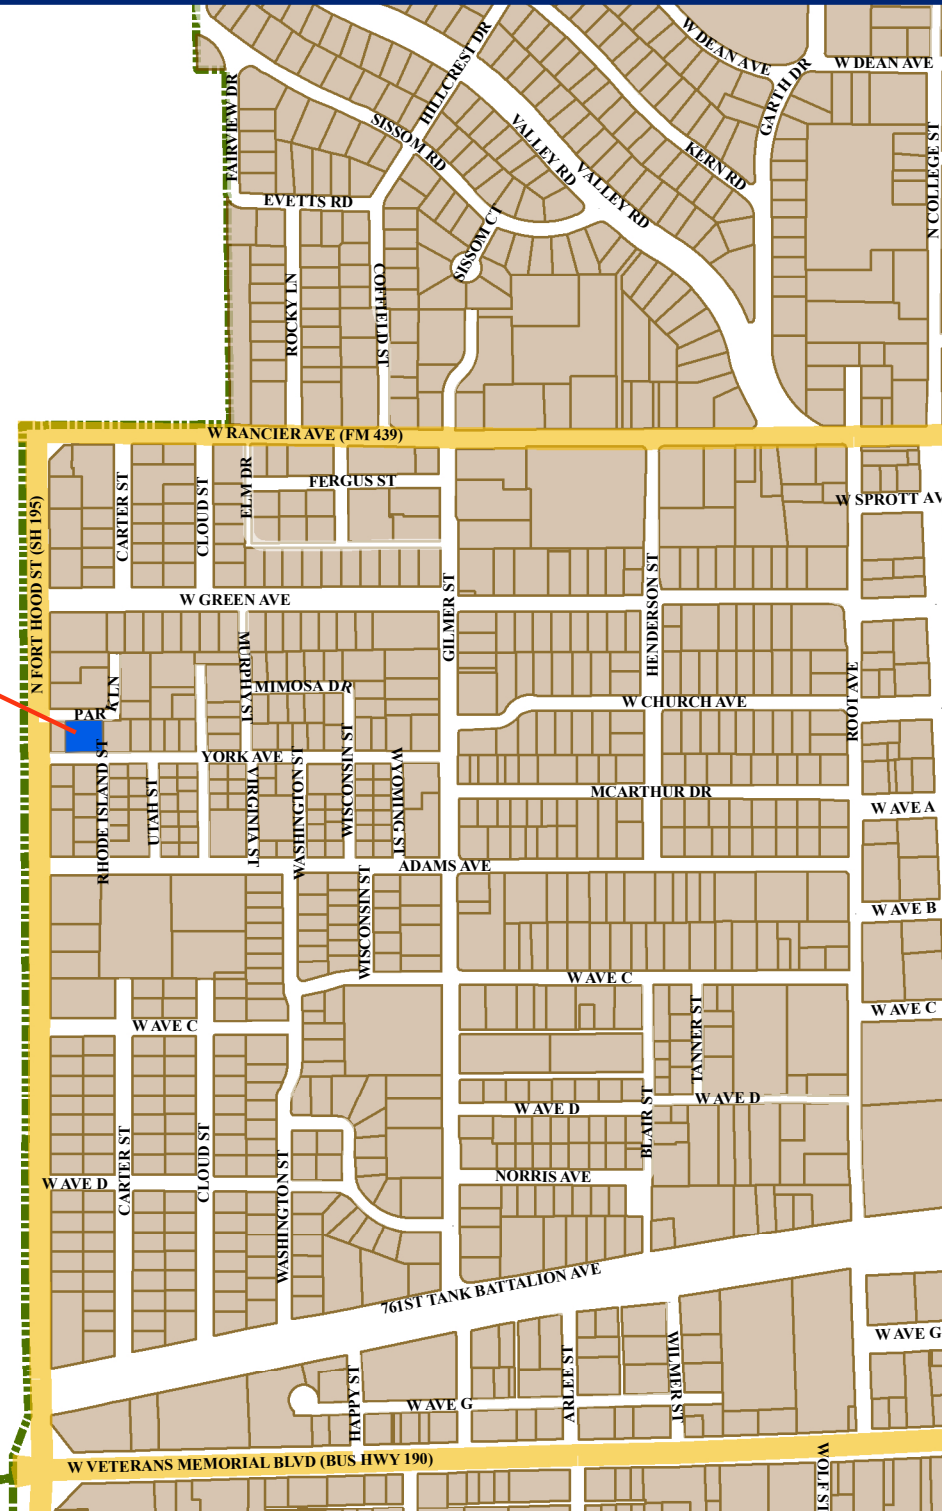 W DEAN AVE
W DEAN AVE
HILLCREST DR
GARTH DR
FAIRVIEW DR
SISSOM RD
VALLEY RD
KERN RD
N COLLEGE ST
VALLEY RD
EVETTS RD
SISSOM CT
ROCKY LN
COFFIELD ST
W RANCIER AVE (FM 439)
FERGUS ST
ELM DR
CARTER ST
CLOUD ST
W SPROTT AV
N FORT HOOD ST (SH 195)
W GREEN AVE
GILMER ST
HENDERSON ST
MURPHY ST
MIMOSA DR
PARK LN
W CHURCH AVE
ROOT AVE
YORK AVE
RHODE ISLAND ST
UTAH ST
VIRGINIA ST
WASHINGTON ST
WISCONSIN ST
WYOMING ST
MCARTHUR DR
W AVE A
ADAMS AVE
WISCONSIN ST
W AVE B
W AVE C
W AVE C
W AVE C
TANNER ST
W AVE D
W AVE D
BLAIR ST
CARTER ST
CLOUD ST
WASHINGTON ST
NORRIS AVE
W AVE D
761ST TANK BATTALION AVE
W AVE G
HAPPY ST
W AVE G
ARLEE ST
WILMER ST
W VETERANS MEMORIAL BLVD (BUS HWY 190)
WOLF ST